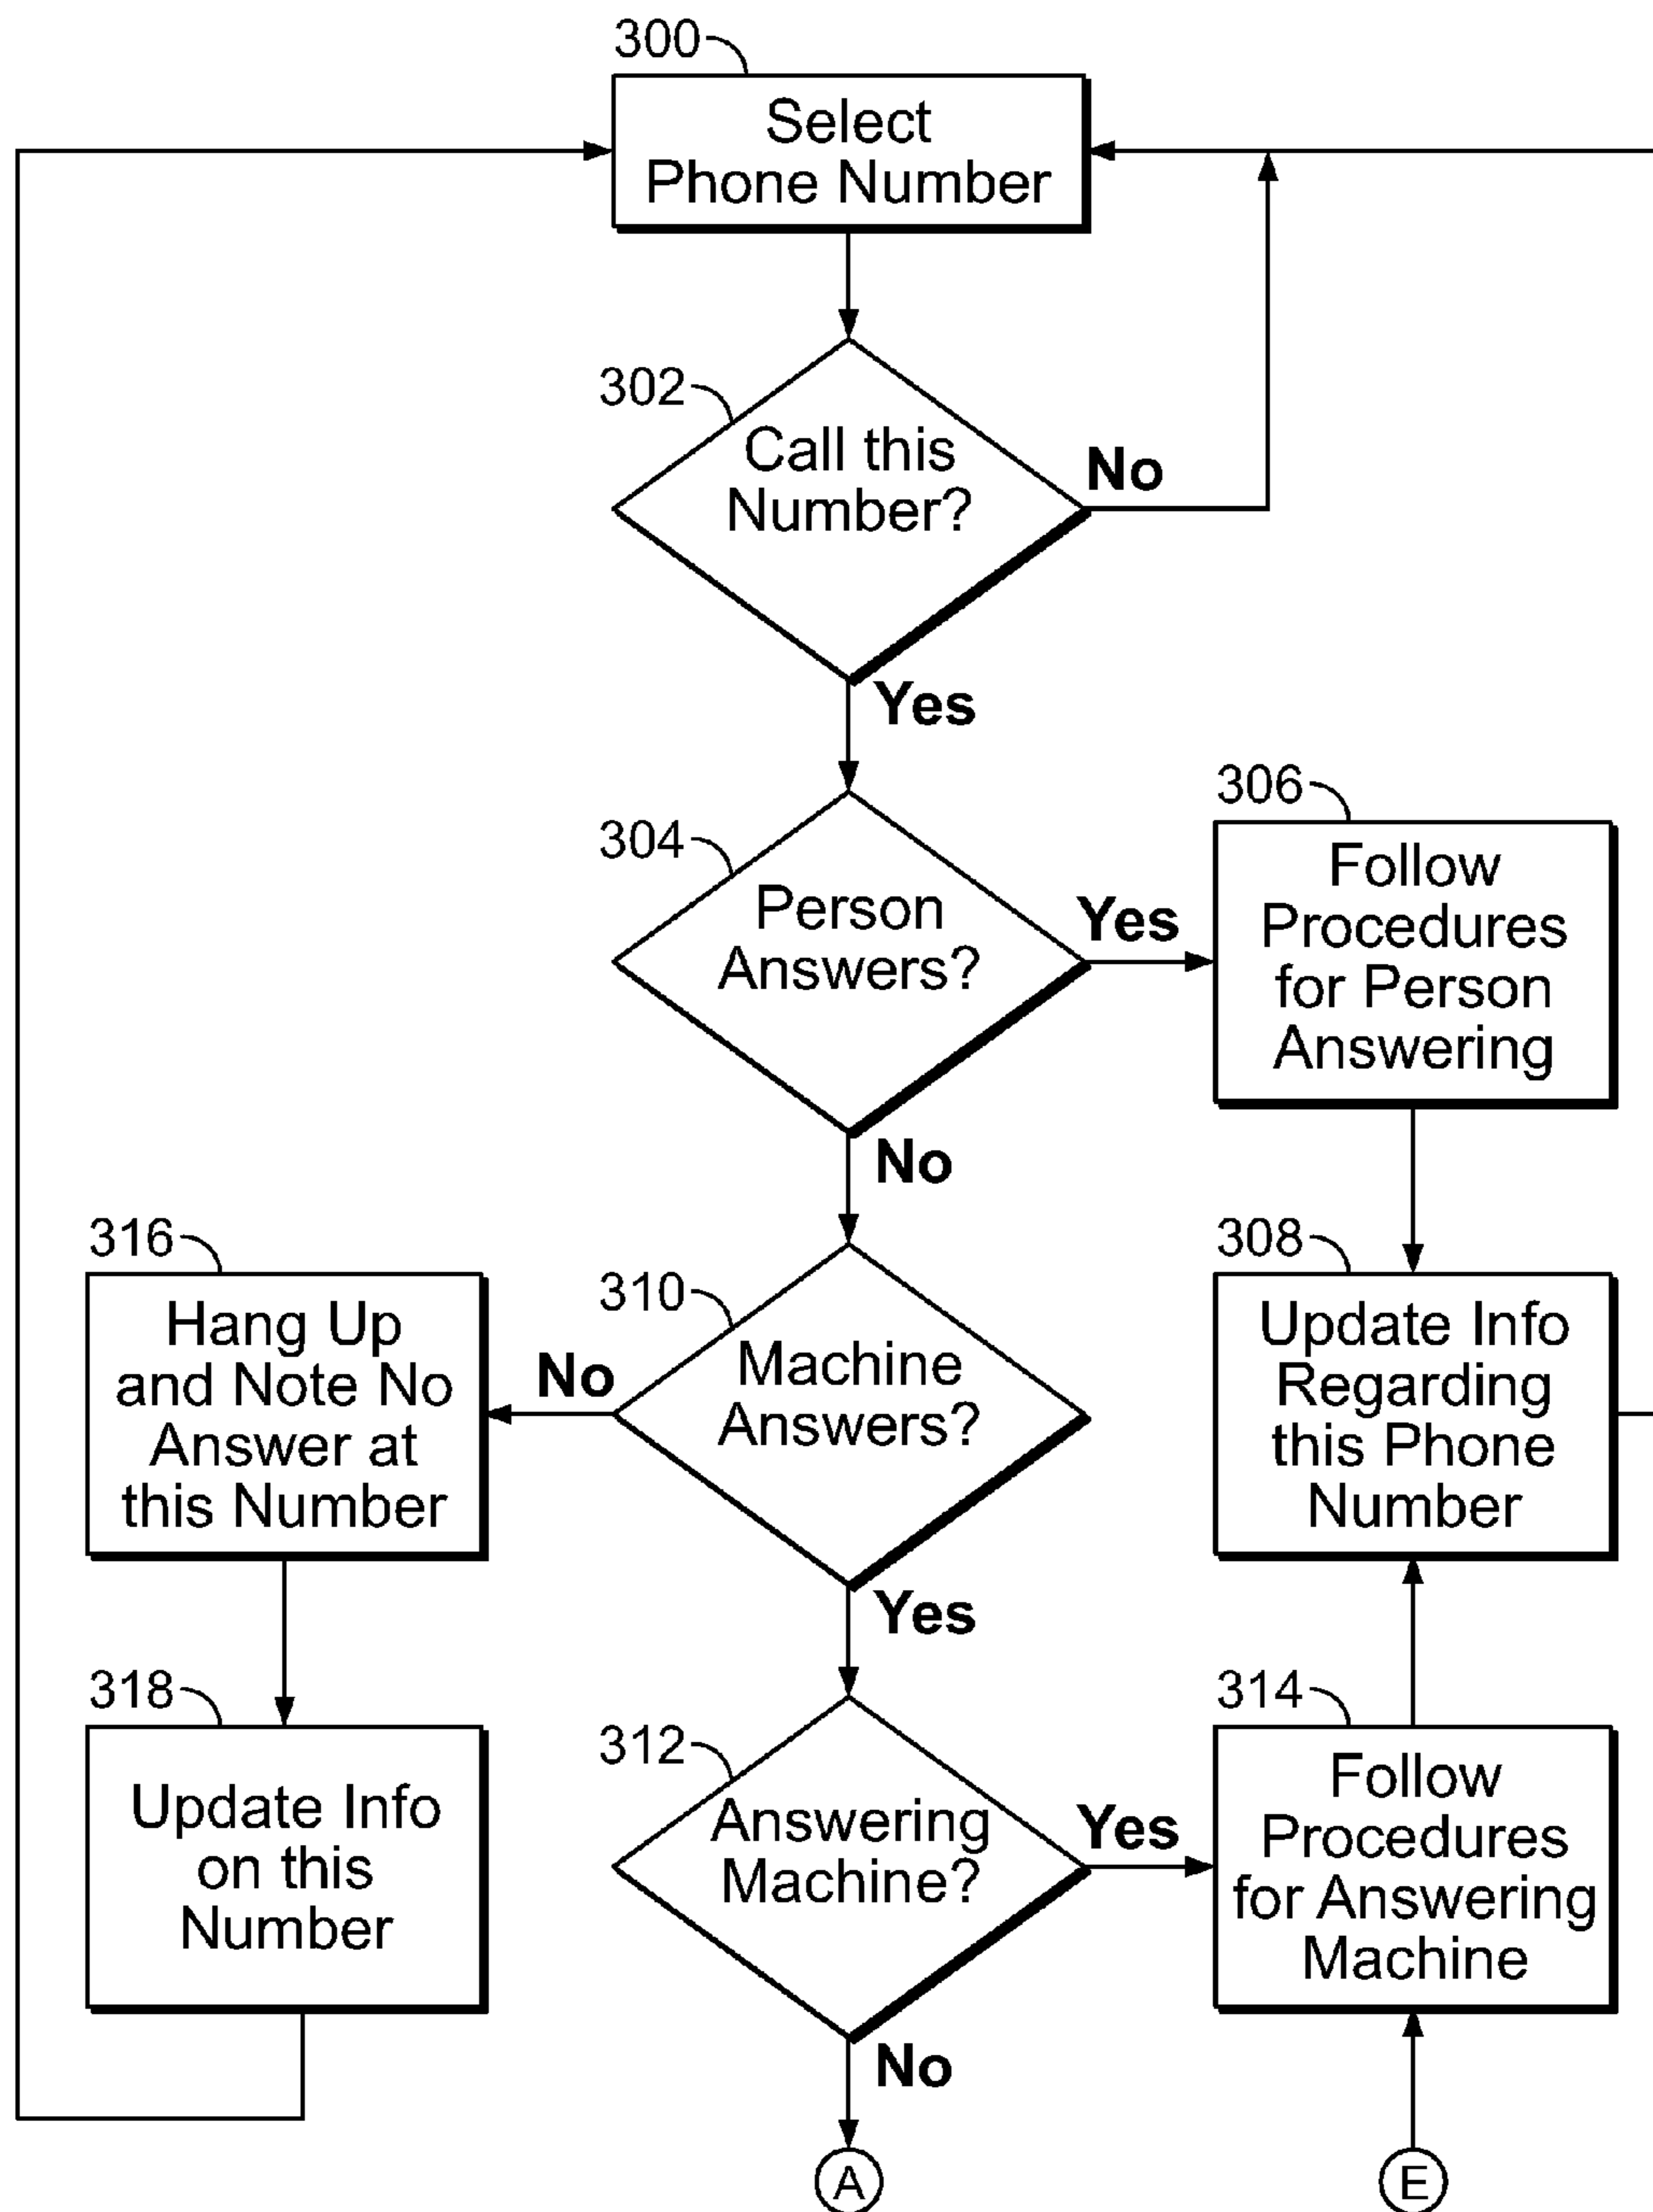 300
Select
Phone Number
302
Call this
Number?
No
Yes
304
Person
Answers?
Yes
306
Follow
Procedures
for Person
Answering
No
316
Hang Up
and Note No
Answer at
this Number
No
310
Machine
Answers?
308
Update Info
Regarding
this Phone
Number
Yes
318
Update Info
on this
Number
312
Answering
Machine?
Yes
314
Follow
Procedures
for Answering
Machine
No
A
E